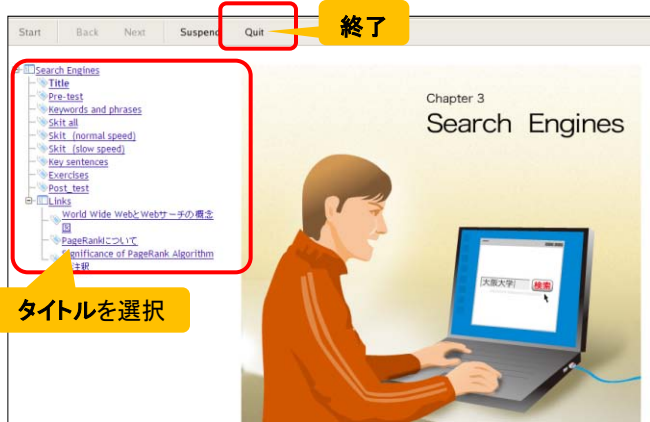 Start Back Next Suspend Quit
終了
Search Engines
Title
Pre-test
Keywords and phrases
Skit all
Skit (normal speed)
Skit (slow speed)
Key sentences
Exercises
Post_test
Links
World Wide WebとWebサーチの概念
図
PageRankについて
Significance of PageRank Algorithm
注釈
タイトルを選択
Chapter 3
Search Engines
大阪大学 検索